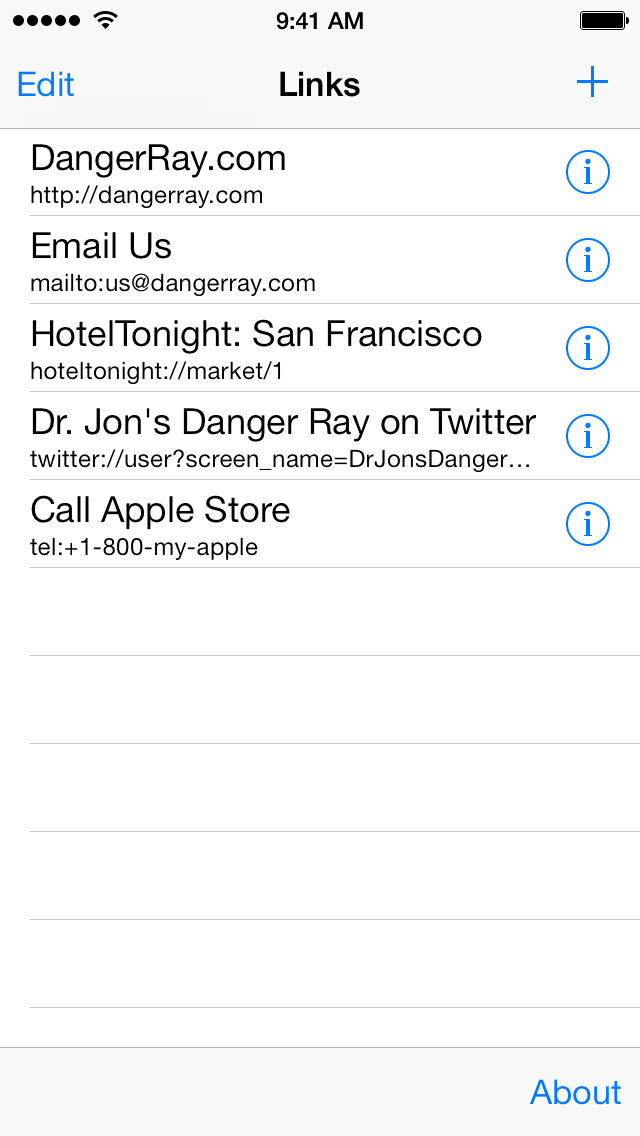 9:41 AM
Edit
Links
+
DangerRay.com
http://dangerray.com
Email Us
mailto:us@dangerray.com
HotelTonight: San Francisco
hoteltonight://market/1
Dr. Jon's Danger Ray on Twitter
twitter://user?screen_name=DrJonsDanger...
Call Apple Store
tel:+1-800-my-apple
About